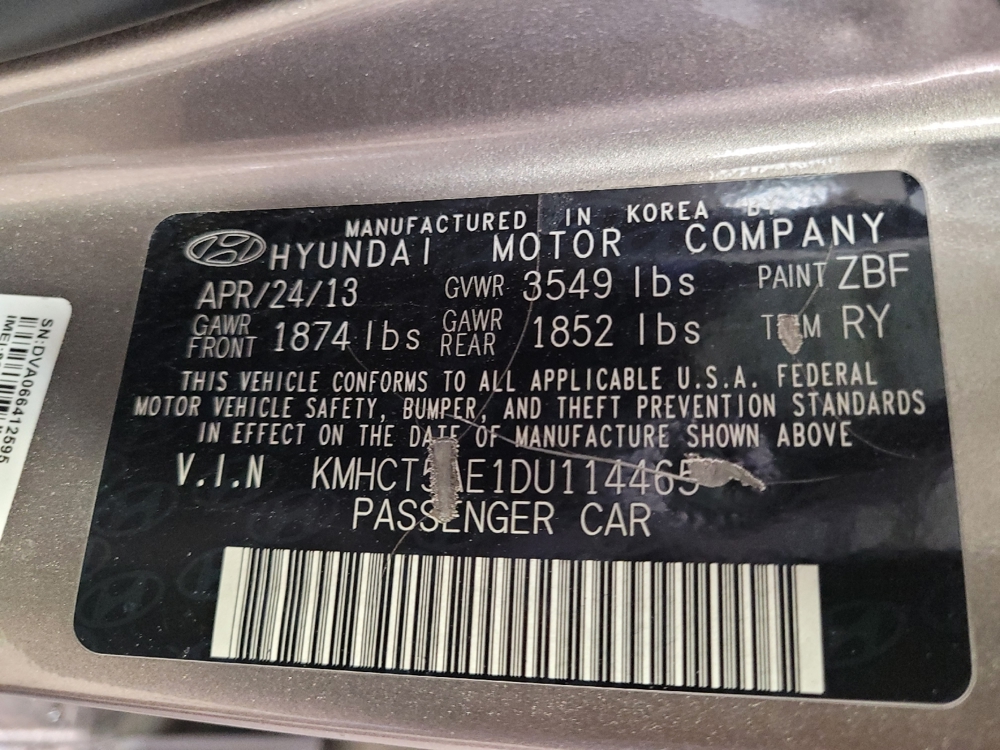 MANUFACTURED IN KOREA BY
HYUNDAI MOTOR COMPANY
APR/24/13 GVWR 3549 lbs PAINT ZBF
GAWR FRONT 1874 lbs GAWR REAR 1852 lbs RY
THIS VEHICLE CONFORMS TO ALL APPLICABLE U.S.A. FEDERAL
MOTOR VEHICLE SAFETY, BUMPER, AND THEFT PREVENTION STANDARDS
IN EFFECT ON THE DATE OF MANUFACTURE SHOWN ABOVE
V.I.N
PASSENGER CAR
SN:DVA066412595